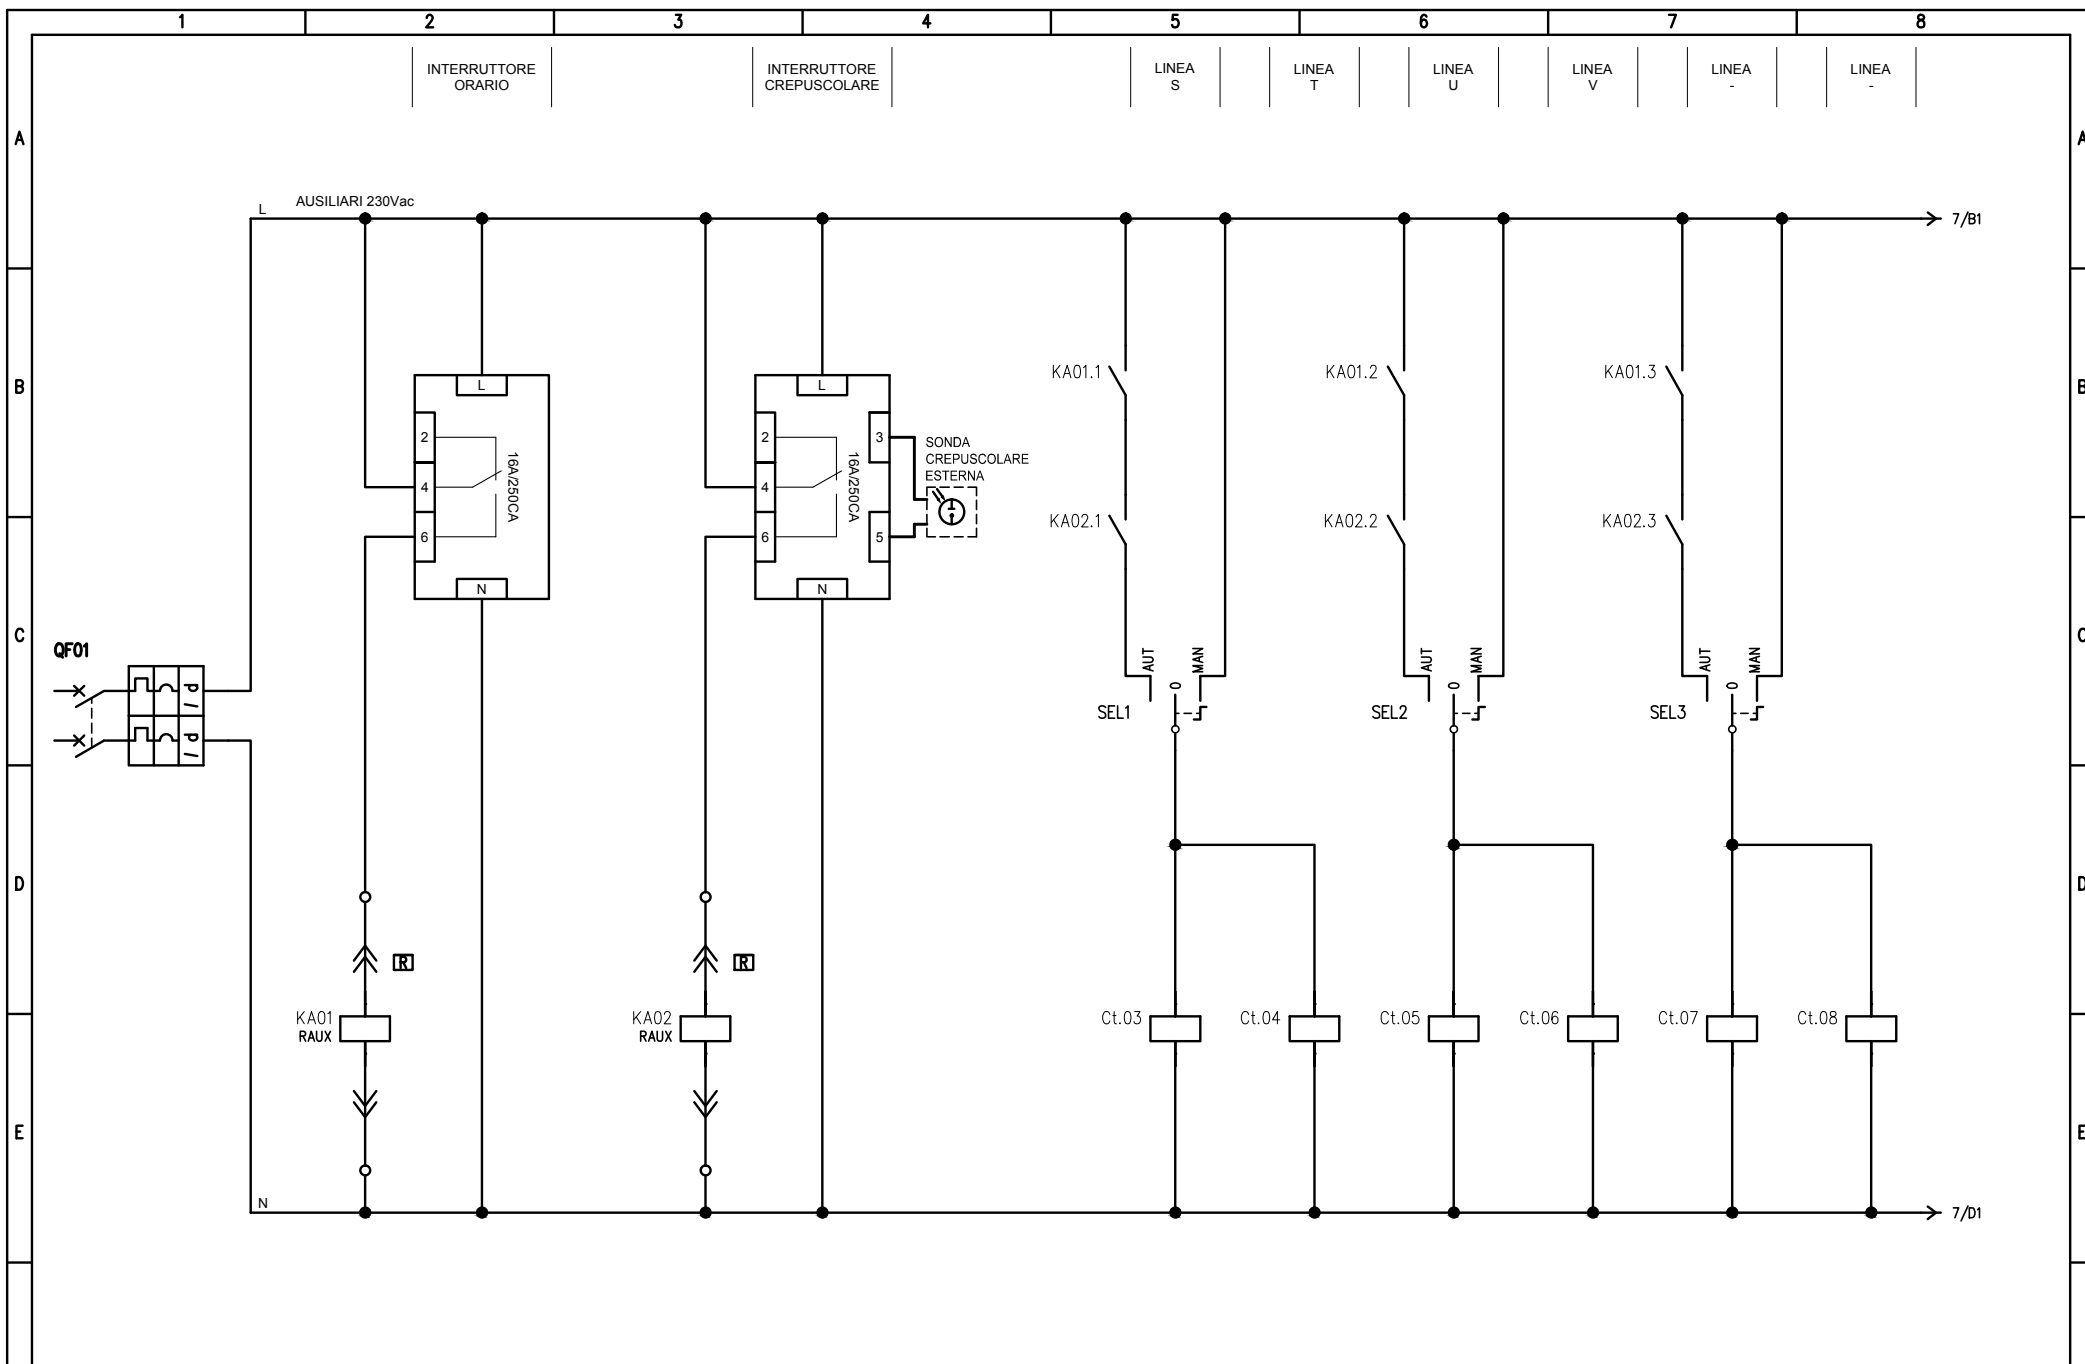 1 2 3 4 5 6 7 8
INTERRUTTORE
ORARIO
INTERRUTTORE
CREPUSCOLARE
LINEA
S
LINEA
T
LINEA
U
LINEA
V
LINEA
-
LINEA
-
A A
L AUSILIARI 230Vac 7/B1
B B
L L
KA01.1 KA01.2 KA01.3
2 2 3
16A/250CA 16A/250CA
SONDA
CREPUSCOLARE
ESTERNA
4 4
KA02.1 KA02.2 KA02.3
6 6 5
N N
C C
QF01
AUT MAN AUT MAN AUT MAN
0 0 0
I d
I d
SEL1 SEL2 SEL3
D D
R R
KA01
RAUX
KA02
RAUX
Ct.03 Ct.04 Ct.05 Ct.06 Ct.07 Ct.08
E E
N 7/D1